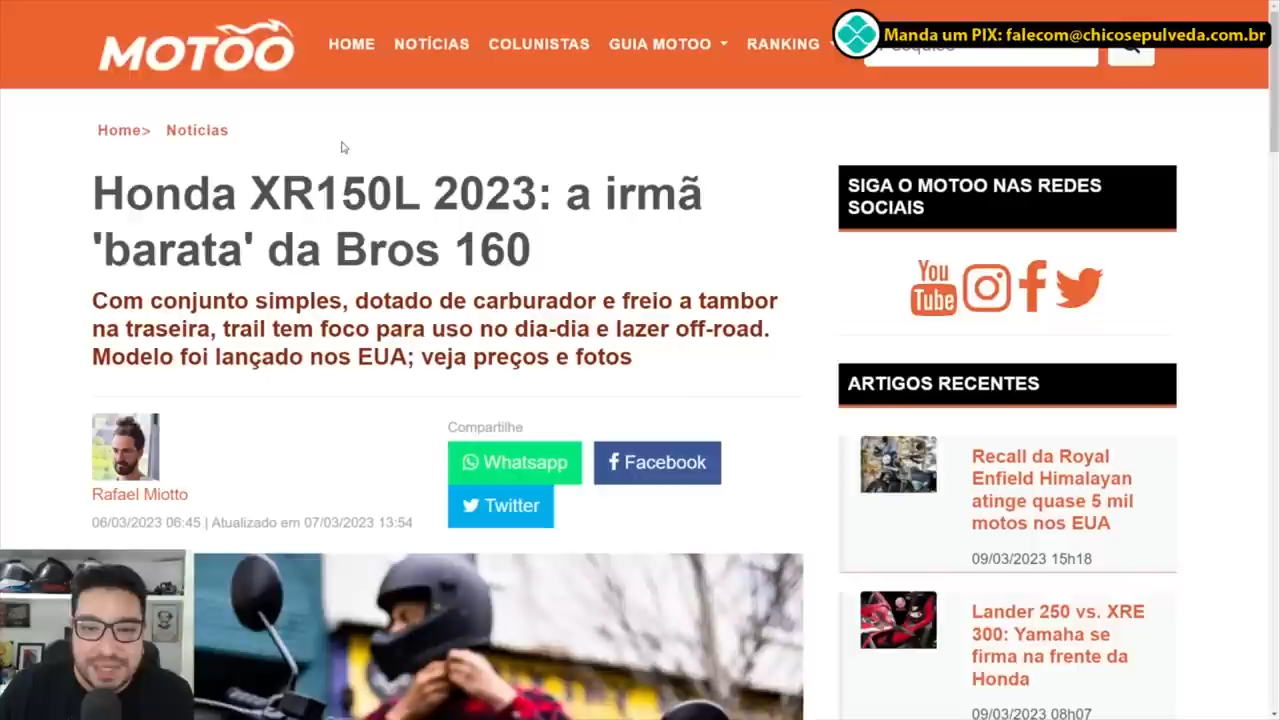 MOTOO
HOME NOTÍCIAS COLUNISTAS GUIA MOTOO RANKING
Manda um PIX: falecom@chicosepulveda.com.br
Home> Notícias
Honda XR150L 2023: a irmã
'barata' da Bros 160
Com conjunto simples, dotado de carburador e freio a tambor
na traseira, trail tem foco para uso no dia-dia e lazer off-road.
Modelo foi lançado nos EUA; veja preços e fotos
Rafael Miotto
06/03/2023 06:45 | Atualizado em 07/03/2023 13:54
Compartilhe
Whatsapp
Facebook
Twitter
SIGA O MOTOO NAS REDES
SOCIAIS
You
Tube
ARTIGOS RECENTES
Recall da Royal
Enfield Himalayan
atinge quase 5 mil
motos nos EUA
09/03/2023 15h18
Lander 250 vs. XRE
300: Yamaha se
firma na frente da
Honda
09/03/2023 08h07